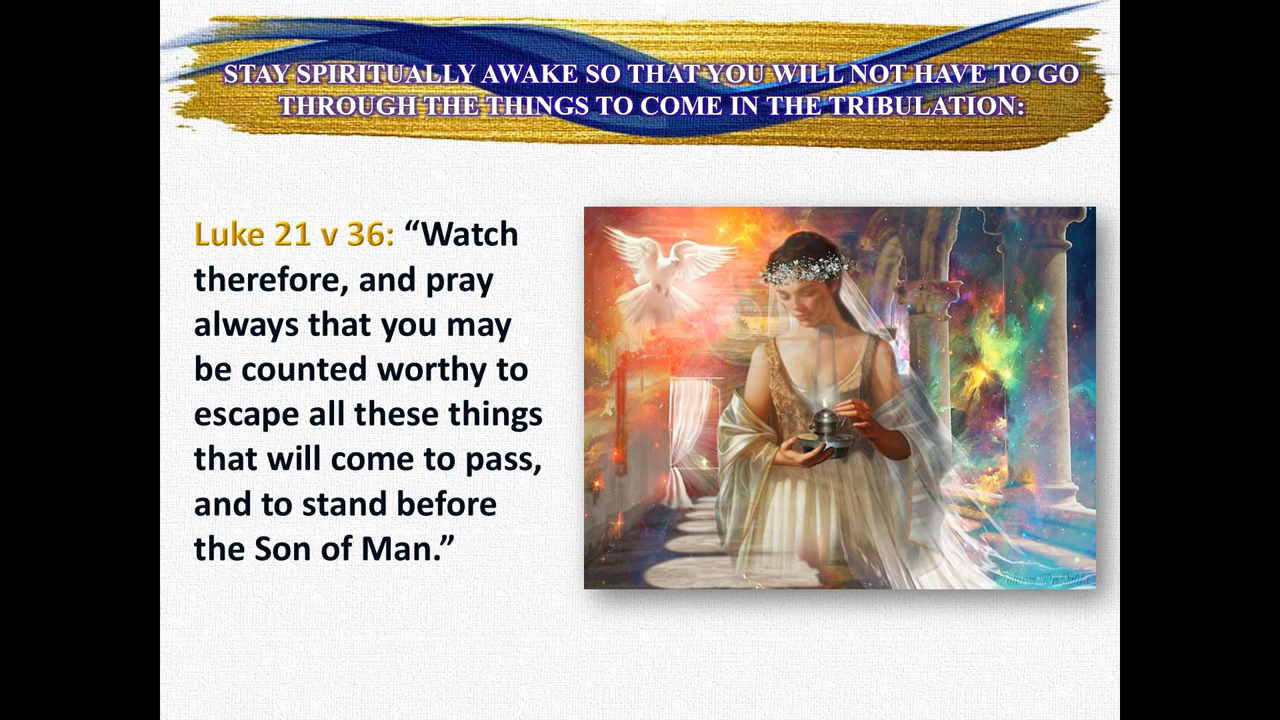 STAY SPIRITUALLY AWAKE SO THAT YOU WILL NOT HAVE TO GO
THROUGH THE THINGS TO COME IN THE TRIBULATION:
Luke 21 v 36: “Watch
therefore, and pray
always that you may
be counted worthy to
escape all these things
that will come to pass,
and to stand before
the Son of Man.”